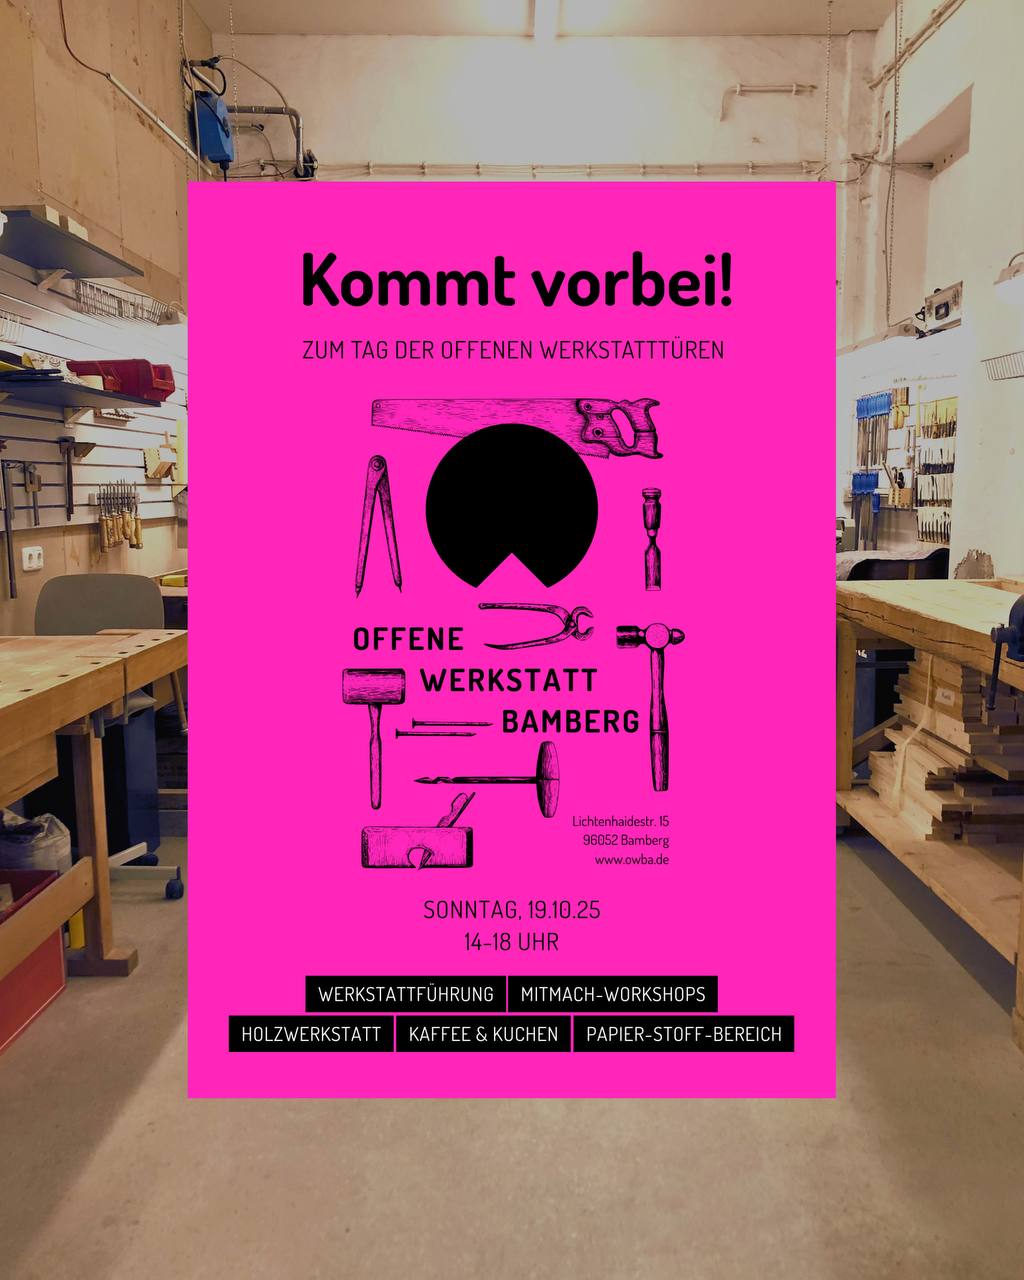 Kommt vorbei!
ZUM TAG DER OFFENEN WERKSTATTTÜREN
OFFENE
WERKSTATT
BAMBERG
Lichtenhaidestr. 15
96052 Bamberg
www.owba.de
SONNTAG, 19.10.25
14-18 UHR
WERKSTATTFÜHRUNG MITMACH-WORKSHOPS
HOLZWERKSTATT KAFFEE & KUCHEN PAPIER-STOFF-BEREICH